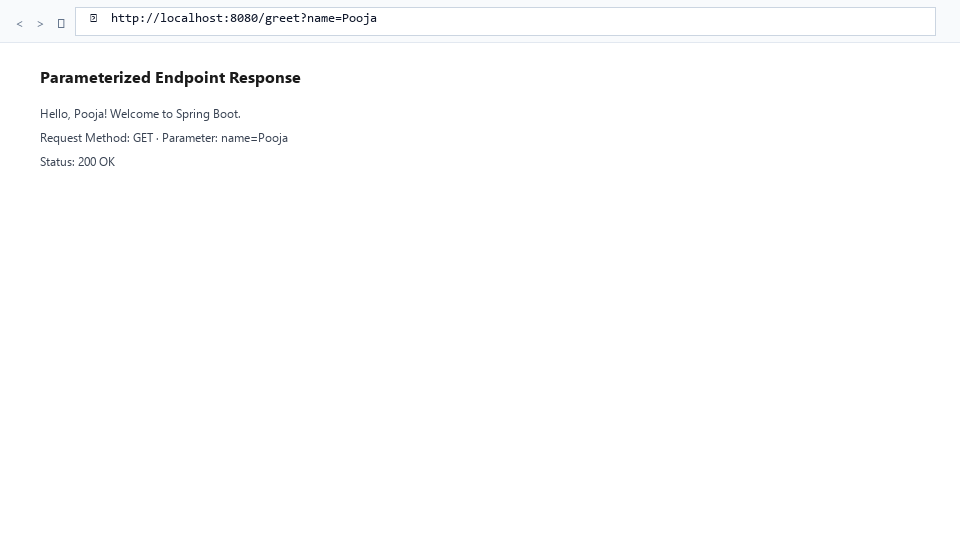 < >
http://localhost:8080/greet?name=Pooja
Parameterized Endpoint Response
Hello, Pooja! Welcome to Spring Boot.
Request Method: GET · Parameter: name=Pooja
Status: 200 OK